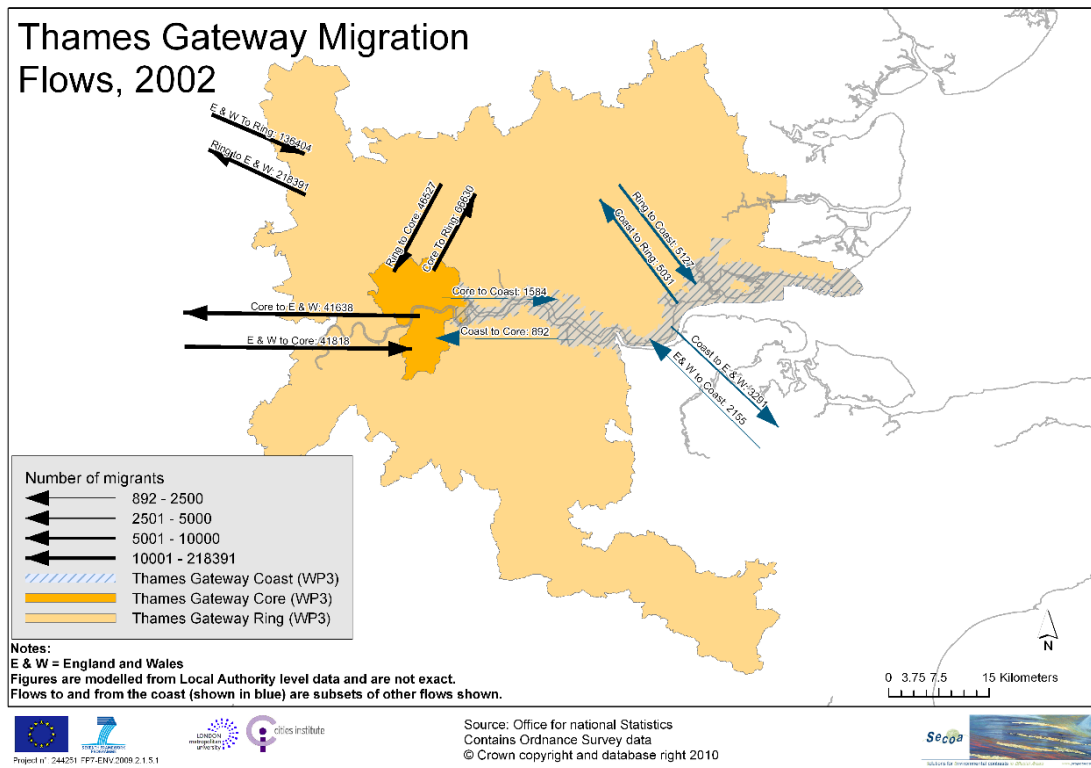 Thames Gateway Migration
Flows, 2002
E & W To Ring: 136404
Ring to E & W: 218391
Ring to Core: 46527
Core To Ring: 66630
Ring to Coast: 5127
Coast to Ring: 5031
Core to Coast: 1584
Core to E & W: 41638
Coast to Core: 892
E & W to Core: 41818
Coast to E & W: 3291
E& W to Coast: 2155
Number of migrants
892 - 2500
2501 - 5000
5001 - 10000
10001 - 218391
Thames Gateway Coast (WP3)
Thames Gateway Core (WP3)
Thames Gateway Ring (WP3)
Notes:
E & W = England and Wales
Figures are modelled from Local Authority level data and are not exact.
Flows to and from the coast (shown in blue) are subsets of other flows shown.
N
0 3.75 7.5 15 Kilometers
SEVENTH FRAMEWORK
PROGRAMME
Project n°. 244251 FP7-ENV.2009.2.1.5.1
LONDON
metropolitan
university
cities institute
Source: Office for national Statistics
Contains Ordnance Survey data
© Crown copyright and database right 2010
Secoa